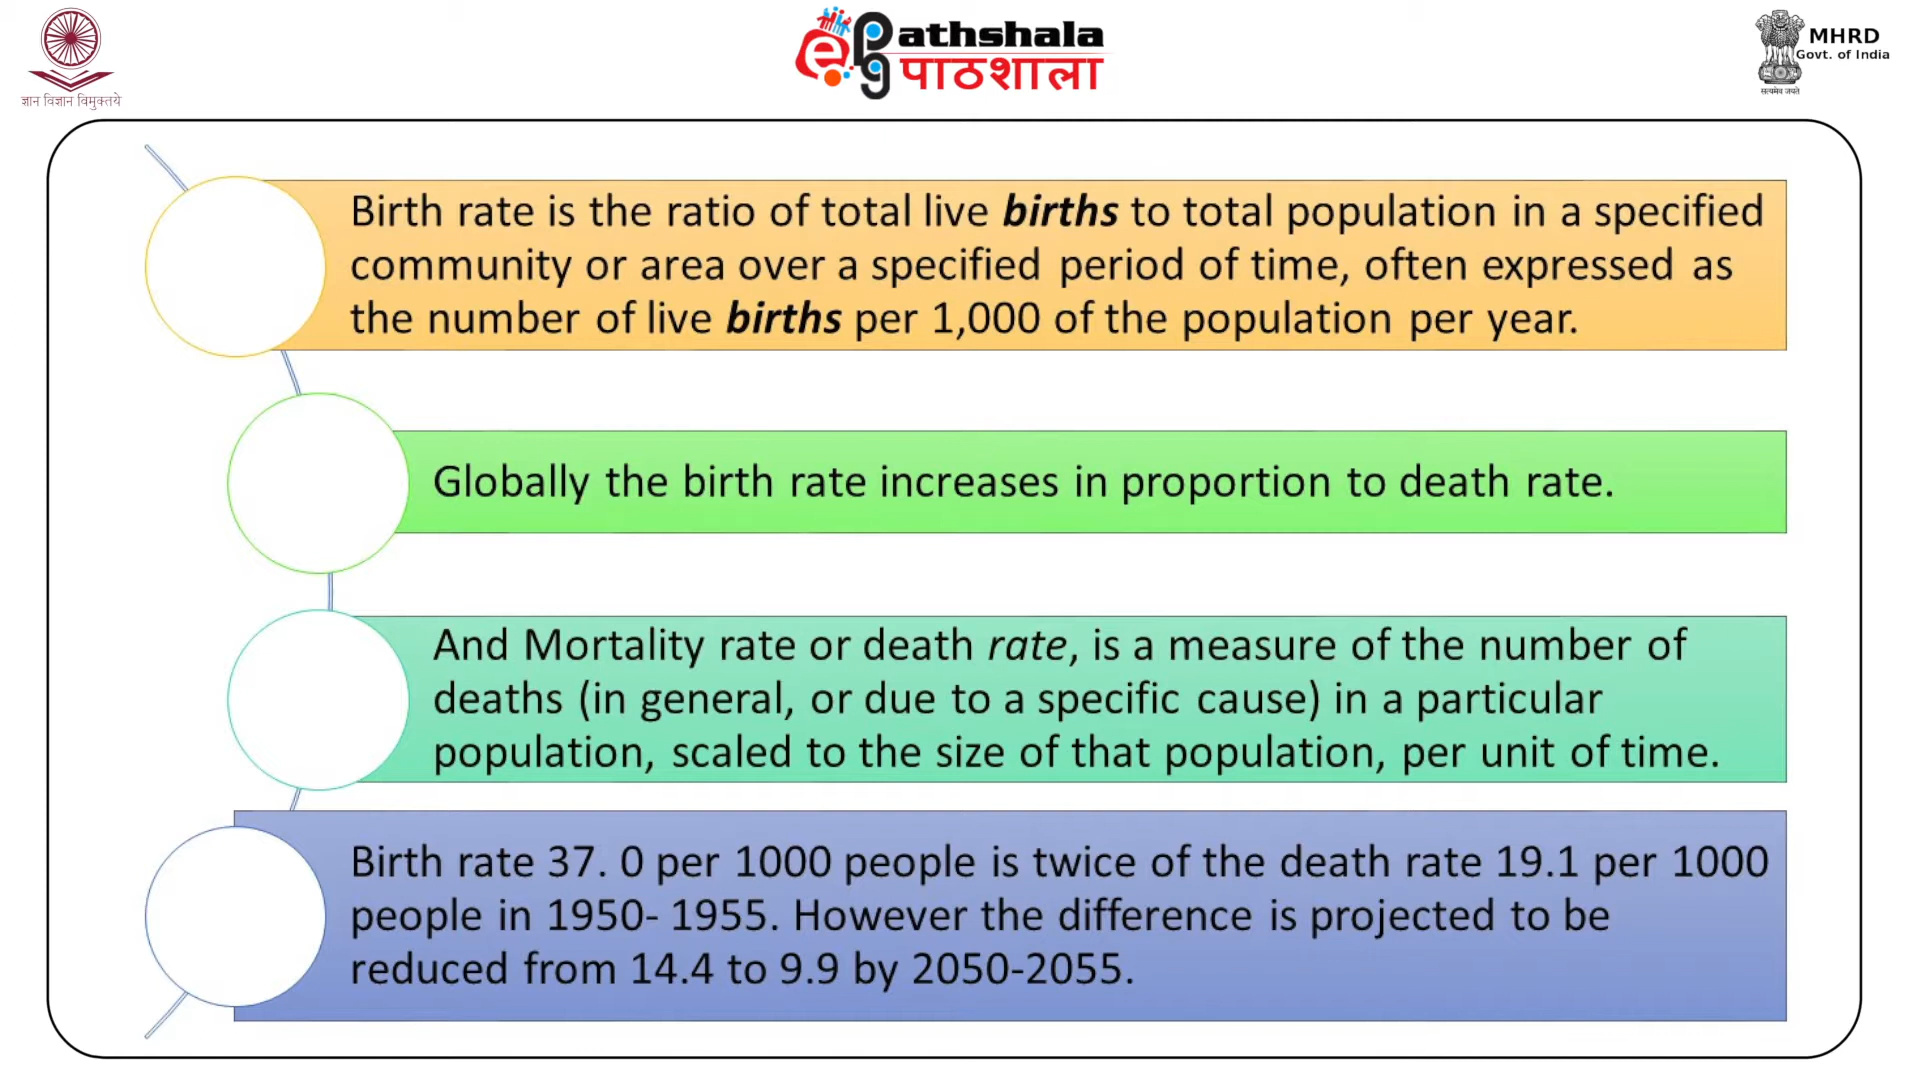 ज्ञान विज्ञान विमुक्तये
ePG Pathshala
पाठशाला
MHRD
Govt. of India
सत्यमेव जयते
Birth rate is the ratio of total live births to total population in a specified
community or area over a specified period of time, often expressed as
the number of live births per 1,000 of the population per year.
Globally the birth rate increases in proportion to death rate.
And Mortality rate or death rate, is a measure of the number of
deaths (in general, or due to a specific cause) in a particular
population, scaled to the size of that population, per unit of time.
Birth rate 37. 0 per 1000 people is twice of the death rate 19.1 per 1000
people in 1950- 1955. However the difference is projected to be
reduced from 14.4 to 9.9 by 2050-2055.